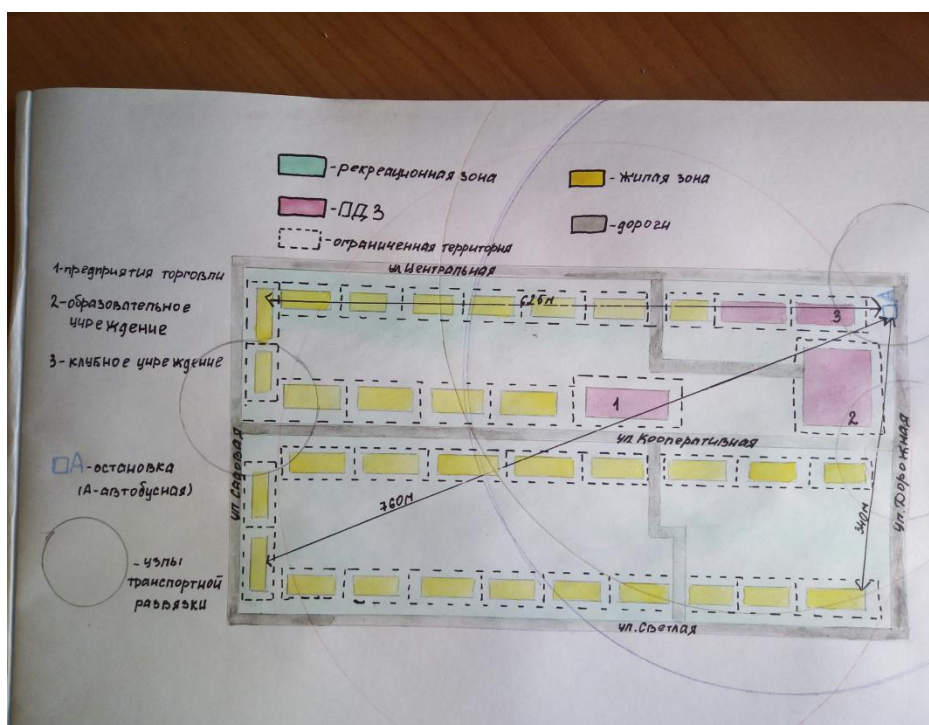 -рекреационная зона
-жилая зона
-ПДЗ
-дороги
-ограниченная территория
1-предприятия торговли
2-образовательное
учреждение
3-клубное учреждение
ул.Центральная
625м
3
1
2
ул.Кооперативная
ул.Садовая
ул.Дорожная
А-остановка
(А-автобусная)
760м
340м
-узлы
транспортной
развязки
ул.Светлая